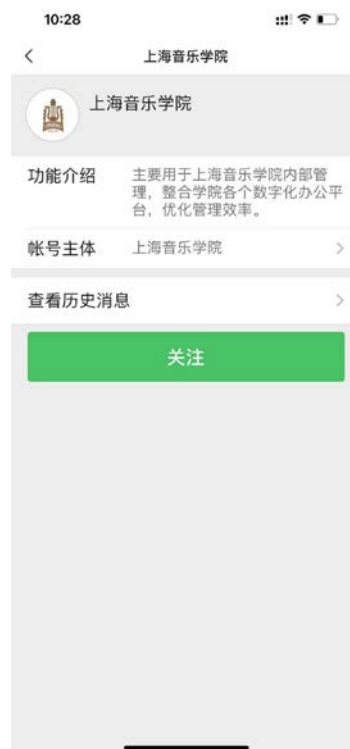 10:28
上海音乐学院
上海音乐学院
功能介绍
主要用于上海音乐学院内部管
理，整合学院各个数字化办公平
台，优化管理效率。
帐号主体
上海音乐学院
查看历史消息
关注